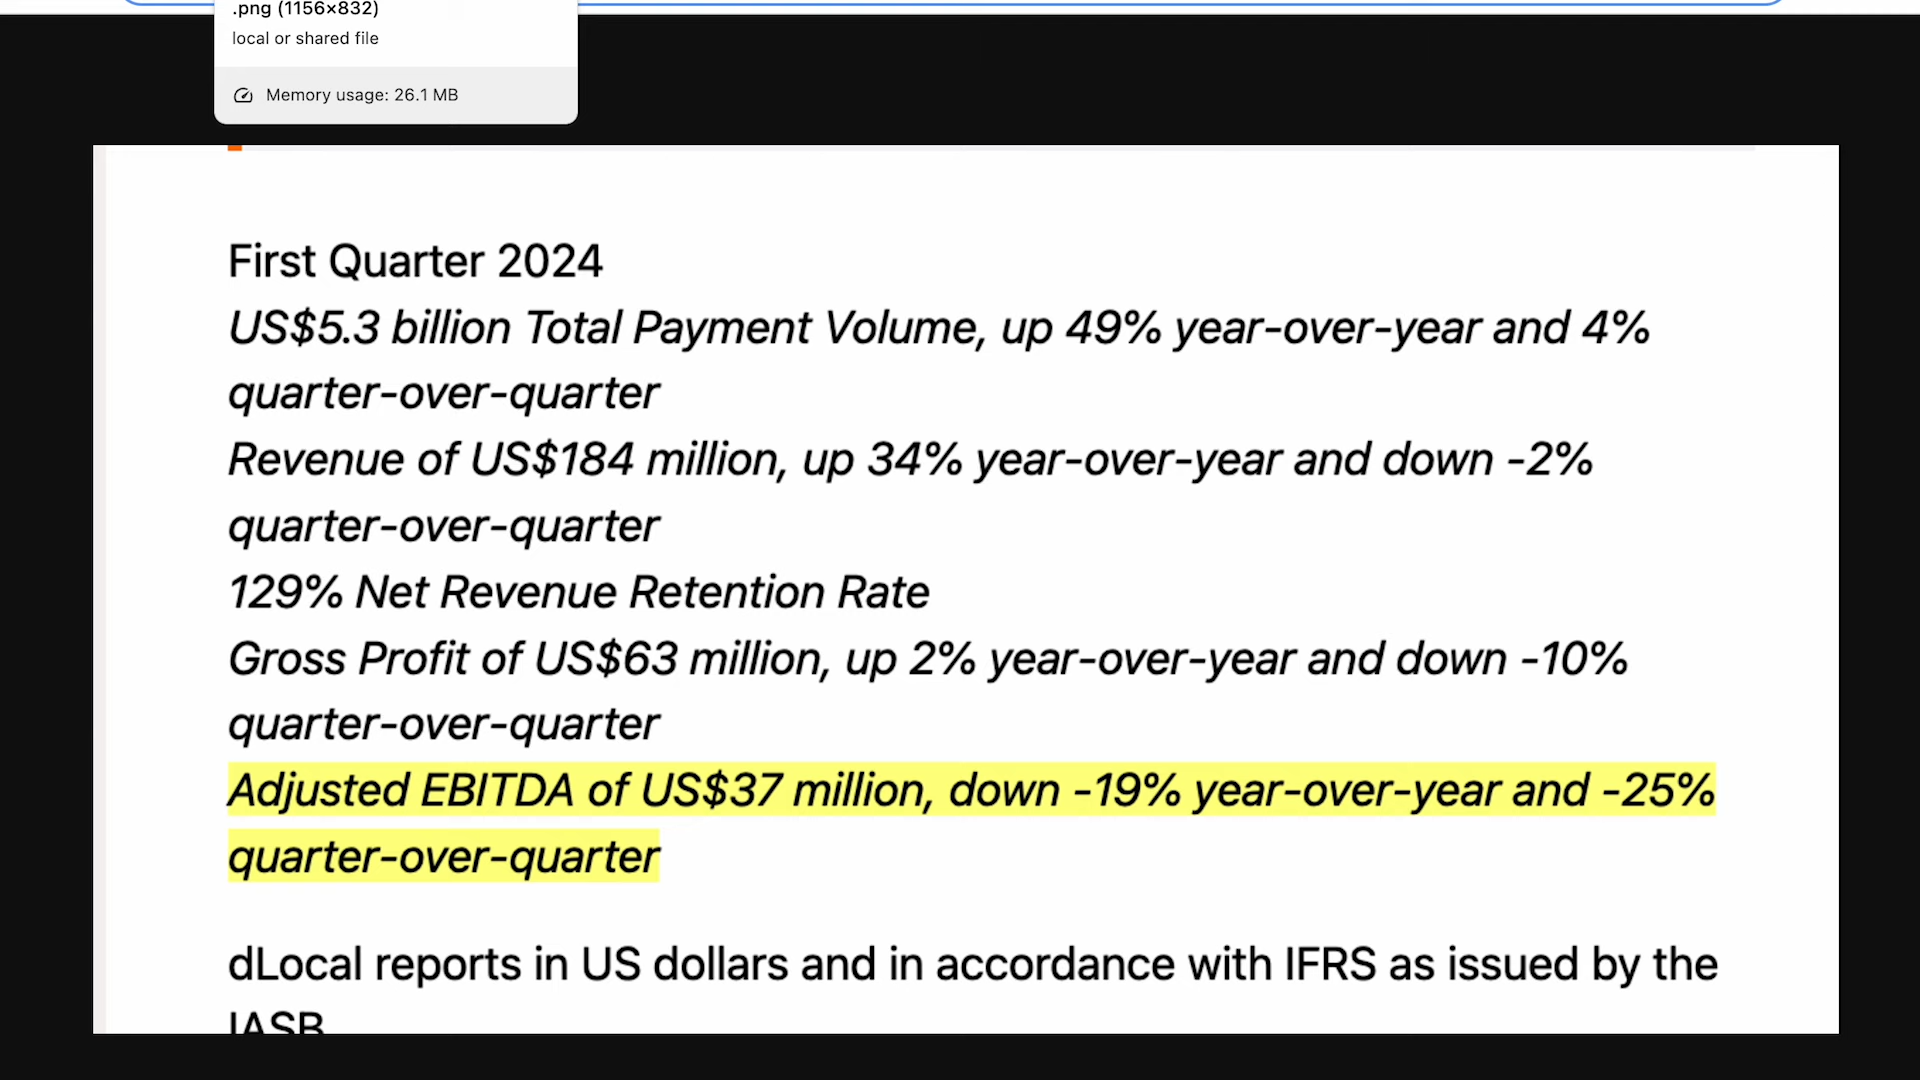 .png (1156×832)
local or shared file
Memory usage: 26.1 MB
First Quarter 2024
US$5.3 billion Total Payment Volume, up 49% year-over-year and 4%
quarter-over-quarter
Revenue of US$184 million, up 34% year-over-year and down -2%
quarter-over-quarter
129% Net Revenue Retention Rate
Gross Profit of US$63 million, up 2% year-over-year and down -10%
quarter-over-quarter
Adjusted EBITDA of US$37 million, down -19% year-over-year and -25%
quarter-over-quarter
dLocal reports in US dollars and in accordance with IFRS as issued by the
IASB